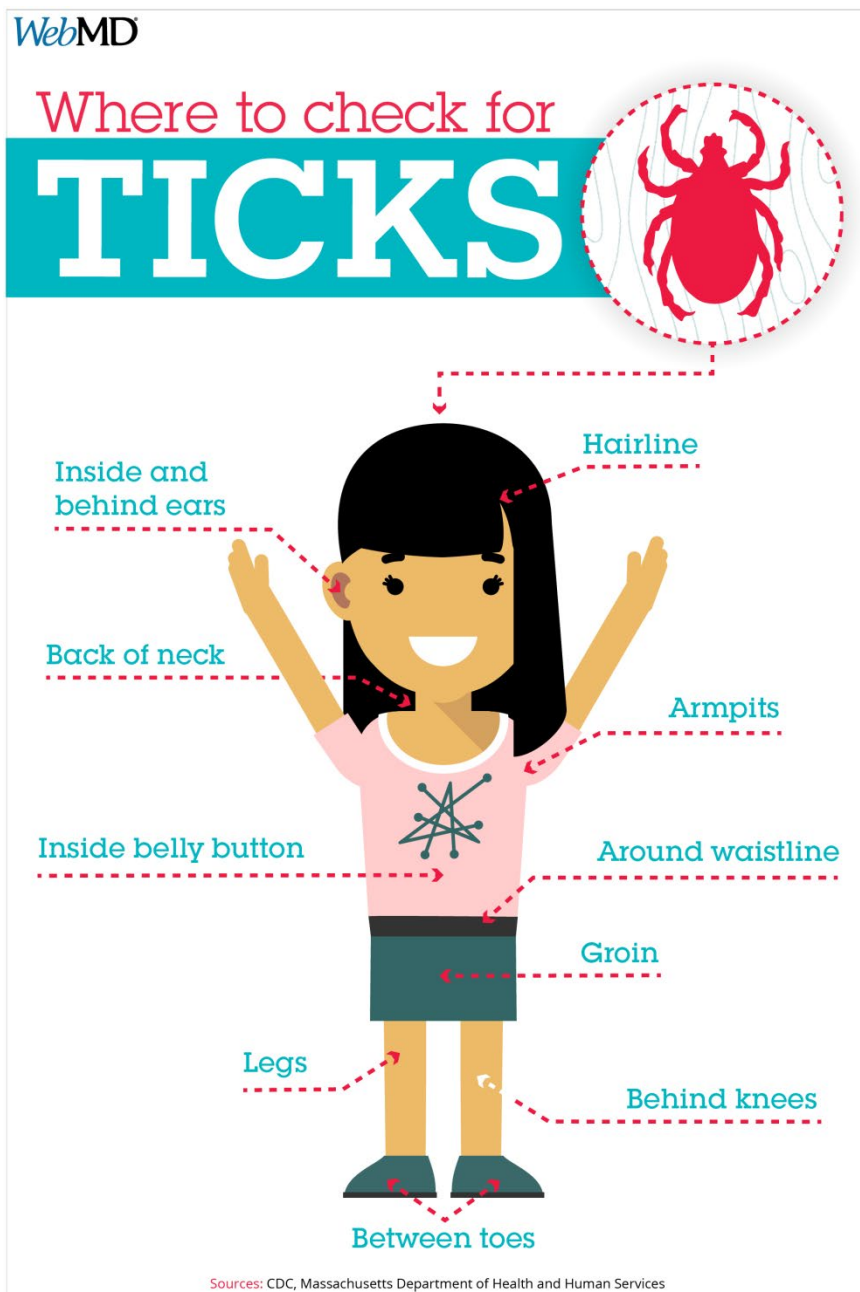 WebMD
Where to check for
TICKS
Hairline
Inside and
behind ears
Back of neck
Armpits
Inside belly button
Around waistline
Groin
Legs
Behind knees
Between toes
Sources: CDC, Massachusetts Department of Health and Human Services